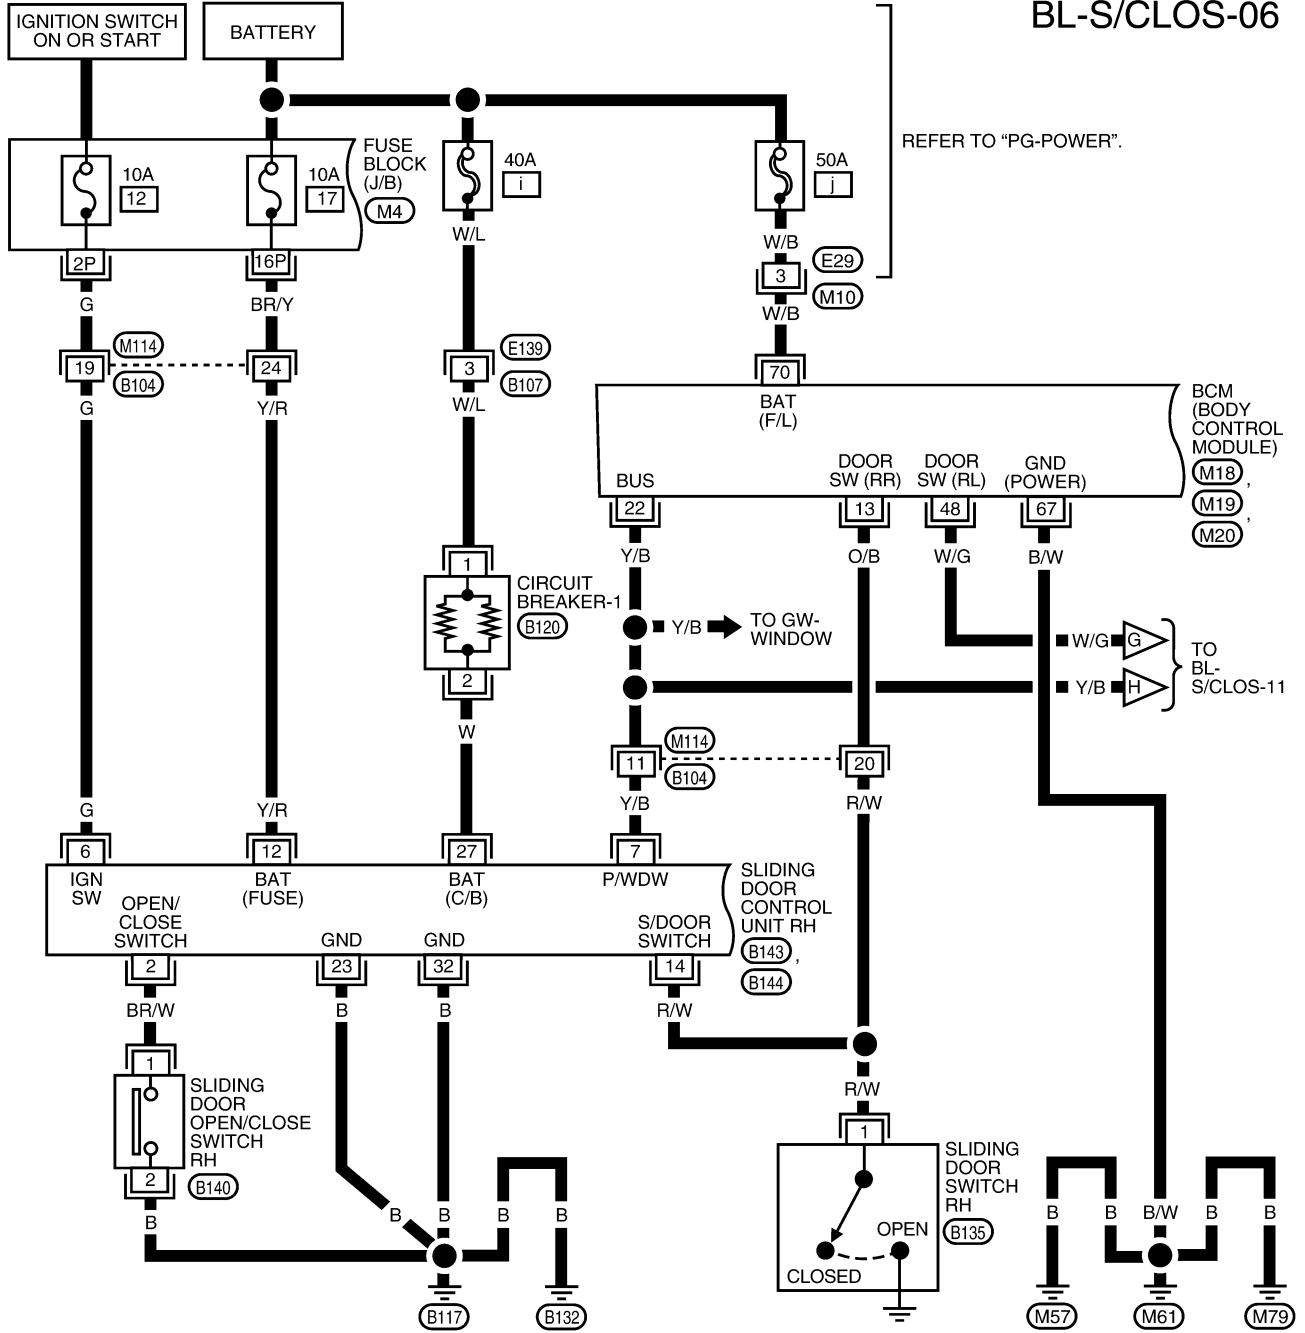 BL-S/CLOS-06
IGNITION SWITCH
ON OR START
BATTERY
REFER TO “PG-POWER”.
FUSE
BLOCK
(J/B)
M4
10A
12
10A
17
40A
i
50A
j
2P
16P
W/L
W/B
3
E29
M10
W/B
G
BR/Y
19
M114
B104
24
3
E139
B107
70
G
Y/R
W/L
BAT
(F/L)
BCM
(BODY
CONTROL
MODULE)
M18 ,
M19 ,
M20
BUS
DOOR
SW (RR)
DOOR
SW (RL)
GND
(POWER)
22
13
48
67
Y/B
O/B
W/G
B/W
1
CIRCUIT
BREAKER-1
B120
2
Y/B
TO GW-
WINDOW
W/G
G
Y/B
H
TO
BL-
S/CLOS-11
W
11
M114
B104
20
G
Y/R
Y/B
R/W
6
12
27
7
IGN
SW
BAT
(FUSE)
BAT
(C/B)
P/WDW
SLIDING
DOOR
CONTROL
UNIT RH
B143 ,
B144
OPEN/
CLOSE
SWITCH
GND
GND
S/DOOR
SWITCH
2
23
32
14
BR/W
B
B
R/W
1
SLIDING
DOOR
OPEN/CLOSE
SWITCH
RH
B140
2
R/W
1
SLIDING
DOOR
SWITCH
RH
B135
OPEN
CLOSED
B
B
B
B
B
B
B
B/W
B
B
B117
B132
M57
M61
M79